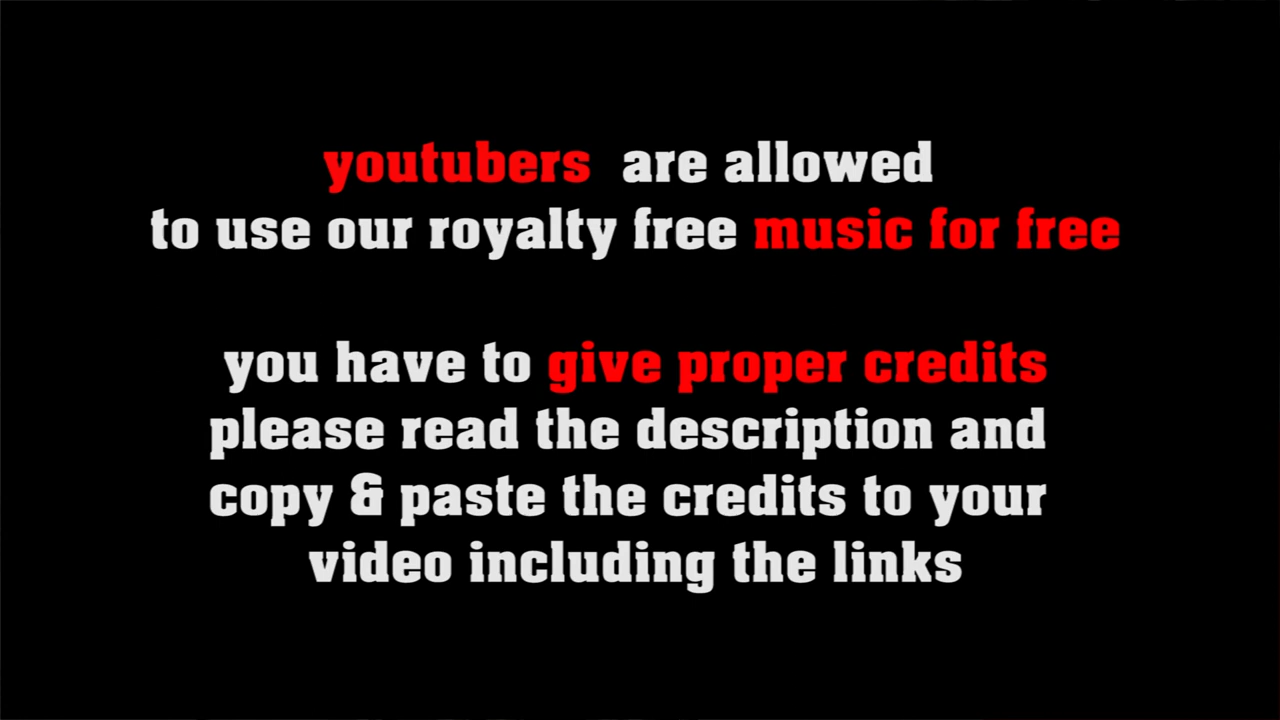 youtubers are allowed
to use our royalty free music for free
you have to give proper credits
please read the description and
copy & paste the credits to your
video including the links